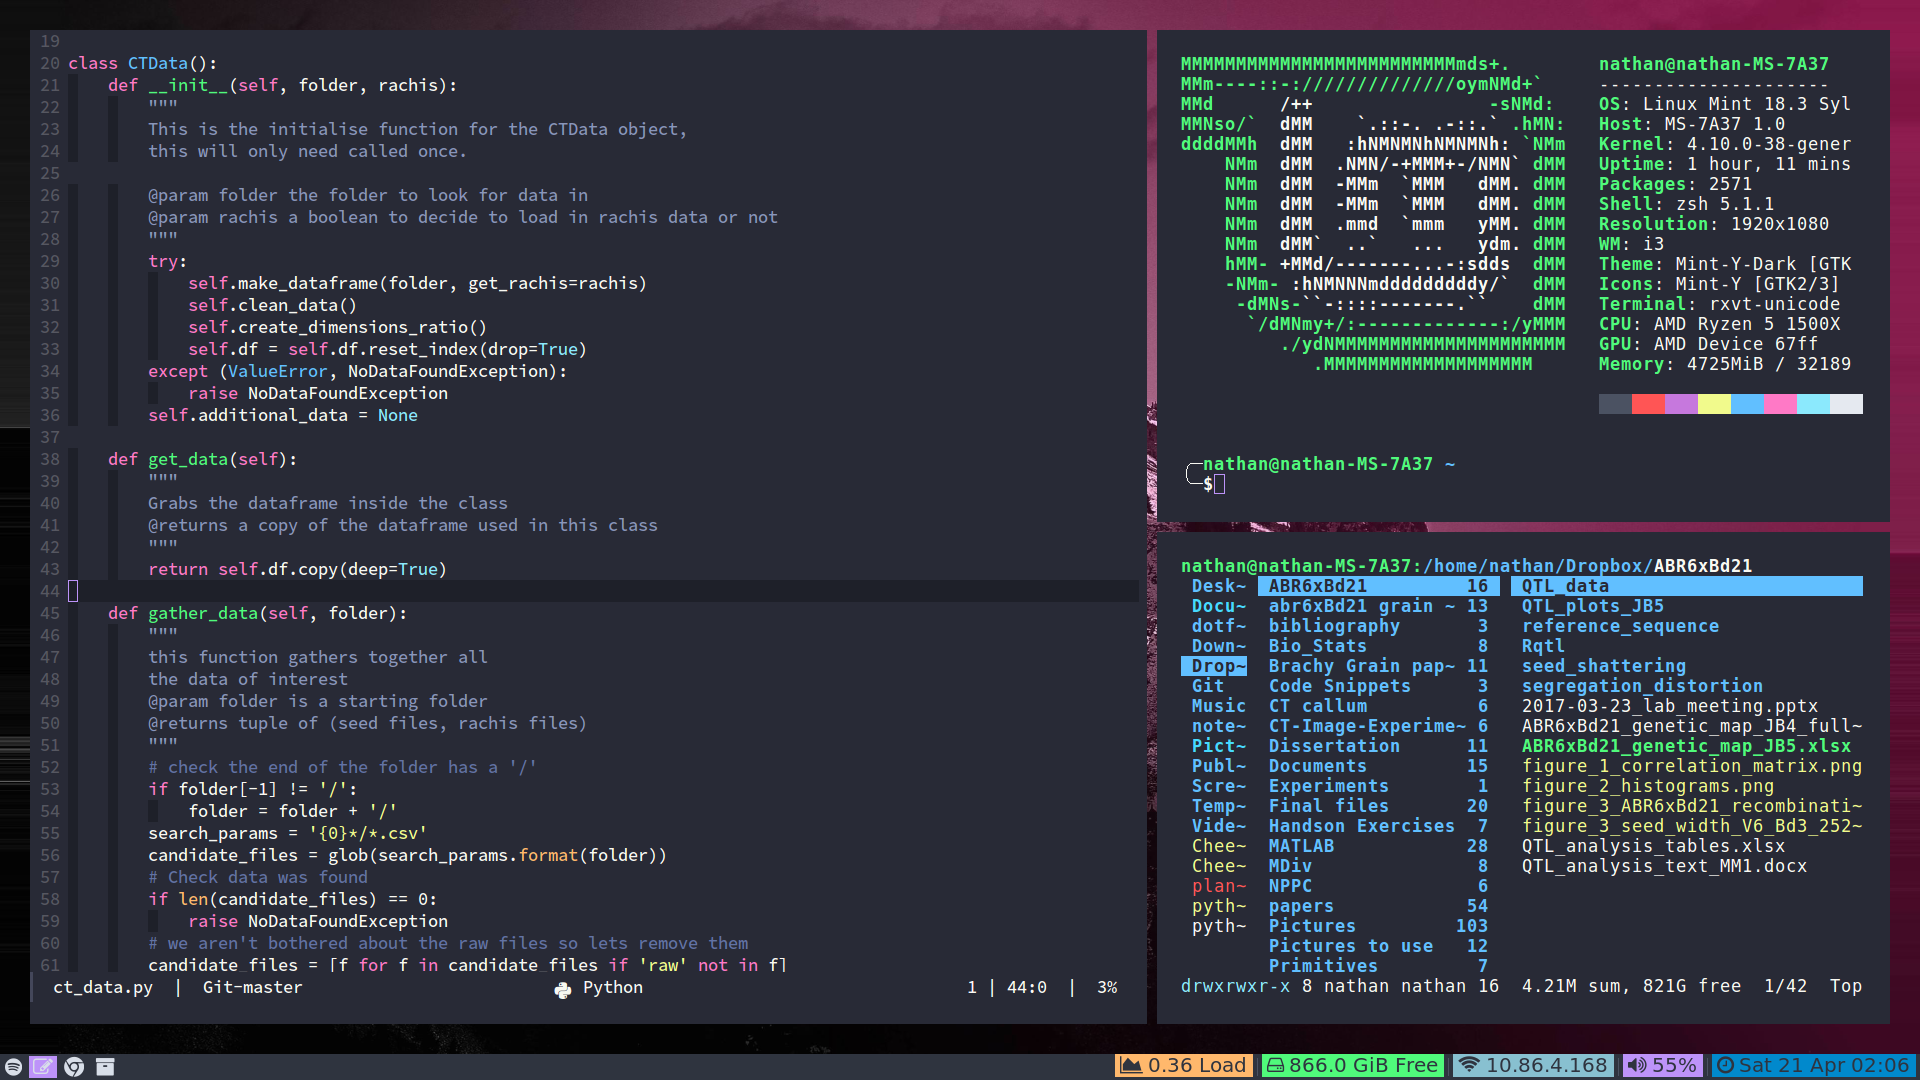 19
20 class CTData():
21     def __init__(self, folder, rachis):
22         """
23         This is the initialise function for the CTData object,
24         this will only need called once.
25
26         @param folder the folder to look for data in
27         @param rachis a boolean to decide to load in rachis data or not
28         """
29         try:
30             self.make_dataframe(folder, get_rachis=rachis)
31             self.clean_data()
32             self.create_dimensions_ratio()
33             self.df = self.df.reset_index(drop=True)
34         except (ValueError, NoDataFoundException):
35             raise NoDataFoundException
36         self.additional_data = None
37
38     def get_data(self):
39         """
40         Grabs the dataframe inside the class
41         @returns a copy of the dataframe used in this class
42         """
43         return self.df.copy(deep=True)
44
45     def gather_data(self, folder):
46         """
47         this function gathers together all
48         the data of interest
49         @param folder is a starting folder
50         @returns tuple of (seed files, rachis files)
51         """
52         # check the end of the folder has a '/'
53         if folder[-1] != '/':
54             folder = folder + '/'
55         search_params = '{0}*/*.csv'
56         candidate_files = glob(search_params.format(folder))
57         # Check data was found
58         if len(candidate_files) == 0:
59             raise NoDataFoundException
60         # we aren't bothered about the raw files so lets remove them
61         candidate_files = [f for f in candidate_files if 'raw' not in f]
ct_data.py | Git-master Python 1 | 44:0 | 3%
MMMMMMMMMMMMMMMMMMMMMMMMMmds+.        nathan@nathan-MS-7A37
MMm----::-://////////////oymNMd+`     ---------------------
MMd      /++                -sNMd:    OS: Linux Mint 18.3 Syl
MMNso/`  dMM    `.::-. .-::.` .hMN:   Host: MS-7A37 1.0
ddddMMh  dMM   :hNMNMNhNMNMNh: `NMm   Kernel: 4.10.0-38-gener
    NMm  dMM  .NMN/-+MMM+-/NMN` dMM   Uptime: 1 hour, 11 mins
    NMm  dMM  -MMm  `MMM   dMM. dMM   Packages: 2571
    NMm  dMM  -MMm  `MMM   dMM. dMM   Shell: zsh 5.1.1
    NMm  dMM  .mmd  `mmm   yMM. dMM   Resolution: 1920x1080
    NMm  dMM`  ..`   ...   ydm. dMM   WM: i3
    hMM- +MMd/-------...-:sdds  dMM   Theme: Mint-Y-Dark [GTK
    -NMm- :hNMNNNmdddddddddy/`  dMM   Icons: Mint-Y [GTK2/3]
     -dMNs-``-::::-------.``    dMM   Terminal: rxvt-unicode
      `/dMNmy+/:-------------:/yMMM   CPU: AMD Ryzen 5 1500X
         ./ydNMMMMMMMMMMMMMMMMMMMMM   GPU: AMD Device 67ff
            .MMMMMMMMMMMMMMMMMMM      Memory: 4725MiB / 32189
nathan@nathan-MS-7A37 ~
$
nathan@nathan-MS-7A37:/home/nathan/Dropbox/ABR6xBd21
Desk~ ABR6xBd21 16 QTL_data
Docu~ abr6xBd21 grain ~ 13 QTL_plots_JB5
dotf~ bibliography 3 reference_sequence
Down~ Bio_Stats 8 Rqtl
Drop~ Brachy Grain pap~ 11 seed_shattering
Git Code Snippets 3 segregation_distortion
Music CT callum 6 2017-03-23_lab_meeting.pptx
note~ CT-Image-Experime~ 6 ABR6xBd21_genetic_map_JB4_full~
Pict~ Dissertation 11 ABR6xBd21_genetic_map_JB5.xlsx
Publ~ Documents 15 figure_1_correlation_matrix.png
Scre~ Experiments 1 figure_2_histograms.png
Temp~ Final files 20 figure_3_ABR6xBd21_recombinati~
Vide~ Handson Exercises 7 figure_3_seed_width_V6_Bd3_252~
Chee~ MATLAB 28 QTL_analysis_tables.xlsx
Chee~ MDiv 8 QTL_analysis_text_MM1.docx
plan~ NPPC 6
pyth~ papers 54
pyth~ Pictures 103
Pictures to use 12
Primitives 7
drwxrwxr-x 8 nathan nathan 16 4.21M sum, 821G free 1/42 Top
0.36 Load 866.0 GiB Free 10.86.4.168 55% Sat 21 Apr 02:06